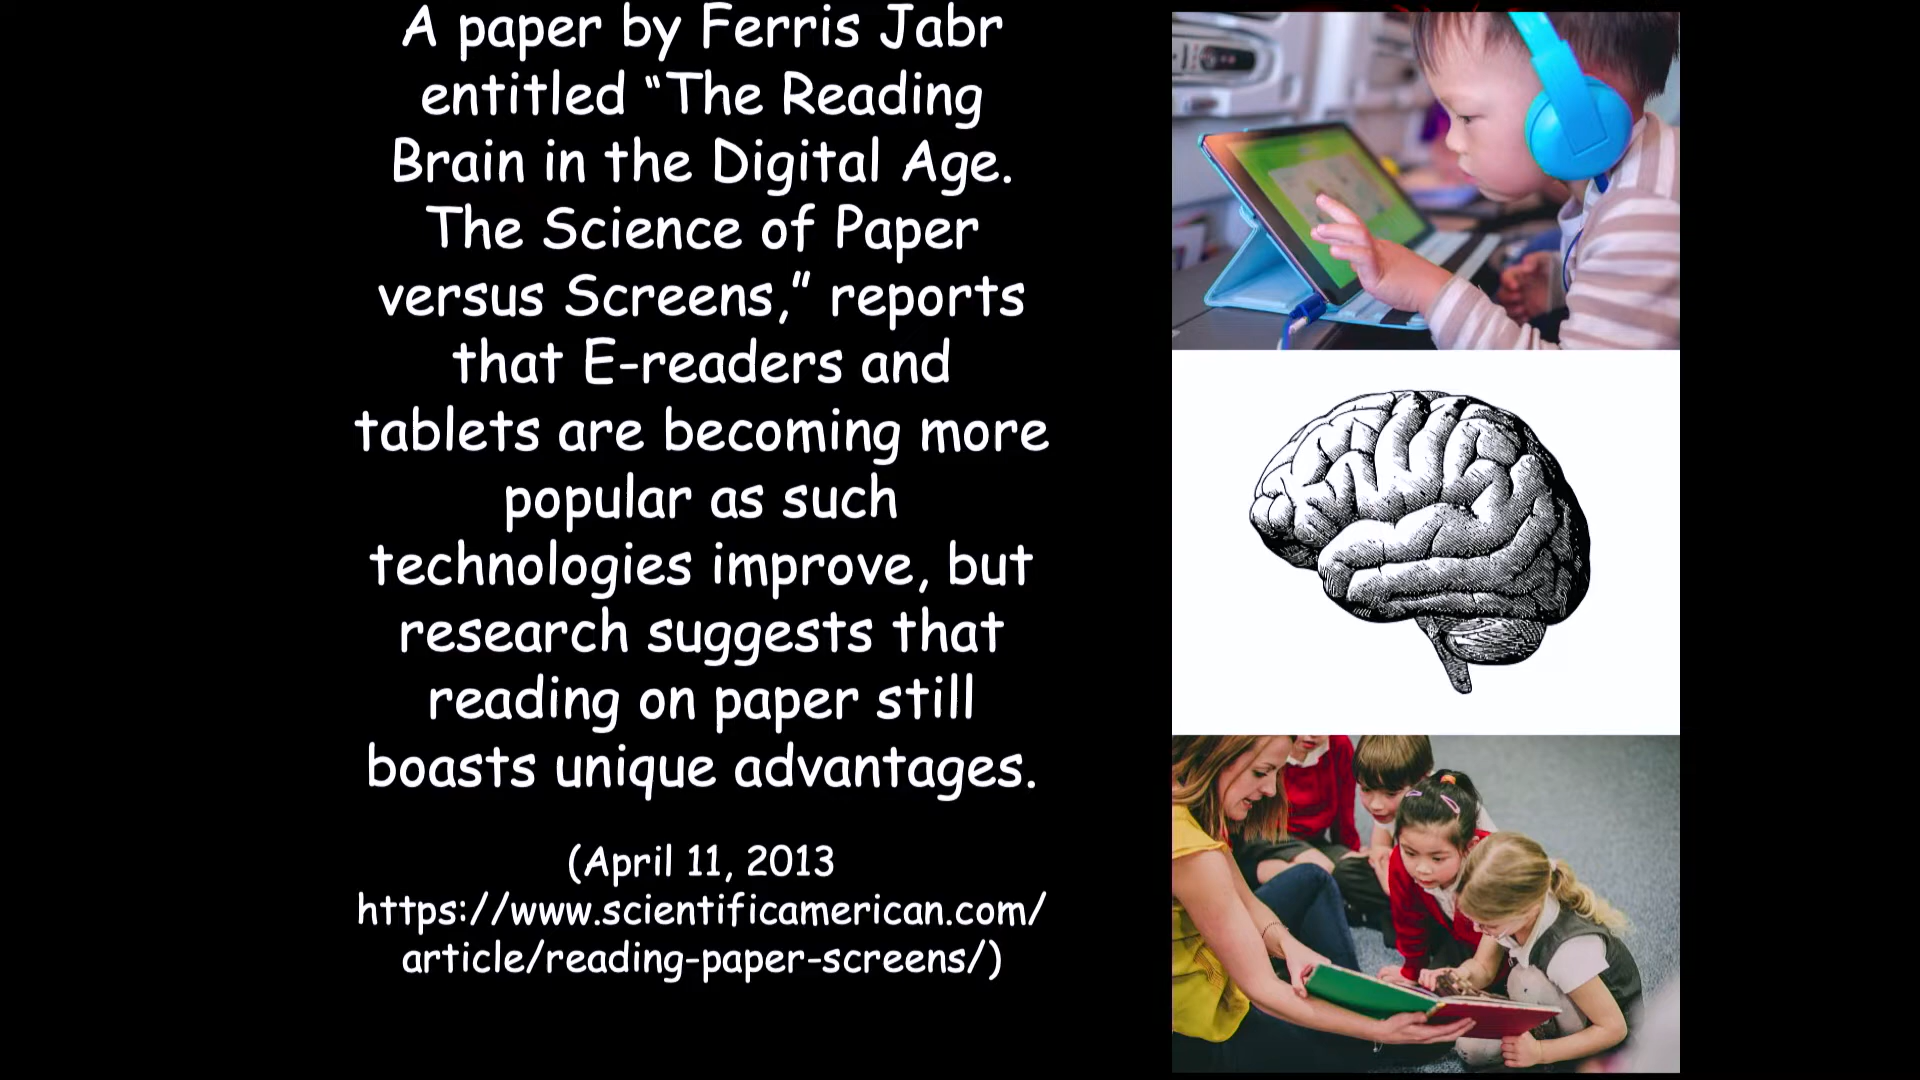 A paper by Ferris Jabr
entitled “The Reading
Brain in the Digital Age.
The Science of Paper
versus Screens,” reports
that E-readers and
tablets are becoming more
popular as such
technologies improve, but
research suggests that
reading on paper still
boasts unique advantages.
(April 11, 2013
https://www.scientificamerican.com/
article/reading-paper-screens/)